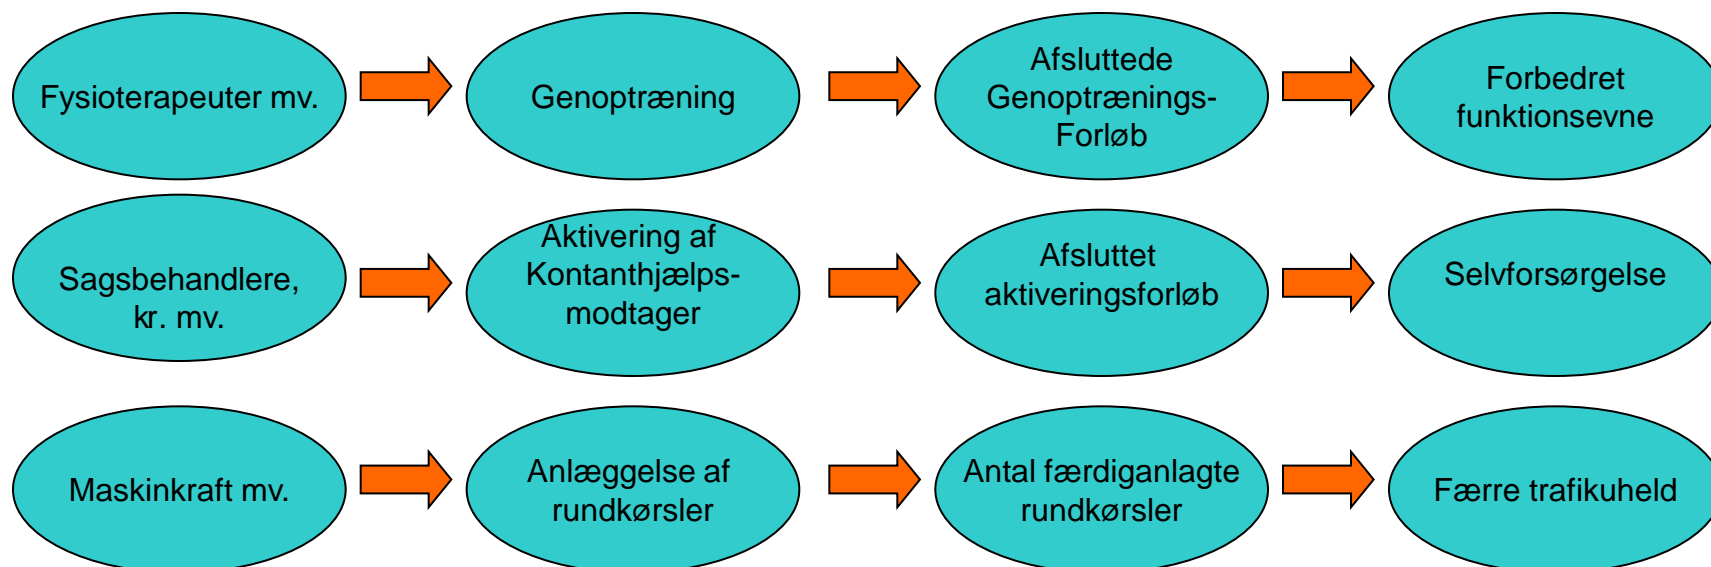 Fysioterapeuter mv.
Genoptræning
Afsluttede
Genoptrænings-
Forløb
Forbedret
funktionsevne
Sagsbehandlere,
kr. mv.
Aktivering af
Kontanthjælps-
modtager
Afsluttet
aktiveringsforløb
Selvforsørgelse
Maskinkraft mv.
Anlæggelse af
rundkørsler
Antal færdiganlagte
rundkørsler
Færre trafikuheld